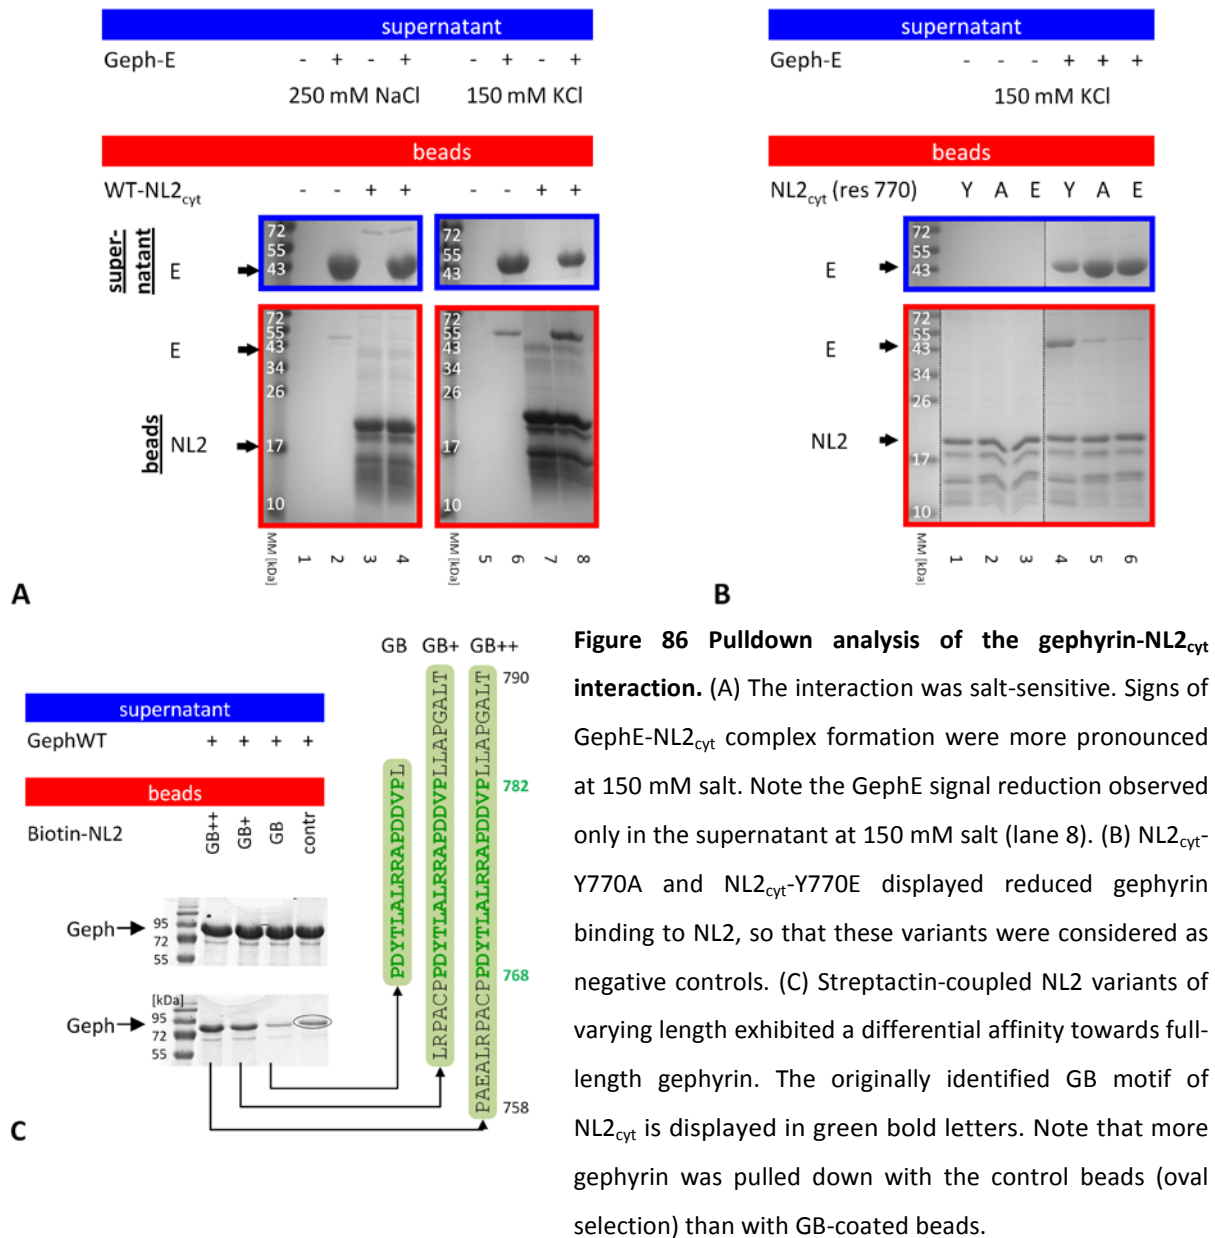 supernatant
Geph-E - + - + - +
250 mM NaCl 150 mM KCl
beads
WT-NL2cyt - - + + - - + +
super-
natant
E
72
55
43
72
55
43
E
NL2
beads
72
55
43
34
26
17
10
72
55
43
34
26
17
10
MM [kDa] 1 2 3 4 MM [kDa] 5 6 7 8
A
supernatant
Geph-E - - - + + +
150 mM KCl
beads
NL2cyt (res 770) Y A E Y A E
E
72
55
43
E
NL2
72
55
43
34
26
17
10
MM [kDa] 1 2 3 4 5 6
B
supernatant
GephWT + + + +
beads
Biotin-NL2 GB++ GB+ GB contr
Geph
95
72
55
[kDa]
Geph
95
72
55
GB GB+ GB++
PDYTLALRRAPDDVPL
LRPACPPDYTLALRRAPDDVPLLAPGALT
PAEALRPACPPDYTLALRRAPDDVPLLAPGALT
790
782
768
758
C
Figure 86 Pulldown analysis of the gephyrin-NL2cyt
interaction. (A) The interaction was salt-sensitive. Signs of
GephE-NL2cyt complex formation were more pronounced
at 150 mM salt. Note the GephE signal reduction observed
only in the supernatant at 150 mM salt (lane 8). (B) NL2cyt-
Y770A and NL2cyt-Y770E displayed reduced gephyrin
binding to NL2, so that these variants were considered as
negative controls. (C) Streptactin-coupled NL2 variants of
varying length exhibited a differential affinity towards full-
length gephyrin. The originally identified GB motif of
NL2cyt is displayed in green bold letters. Note that more
gephyrin was pulled down with the control beads (oval
selection) than with GB-coated beads.